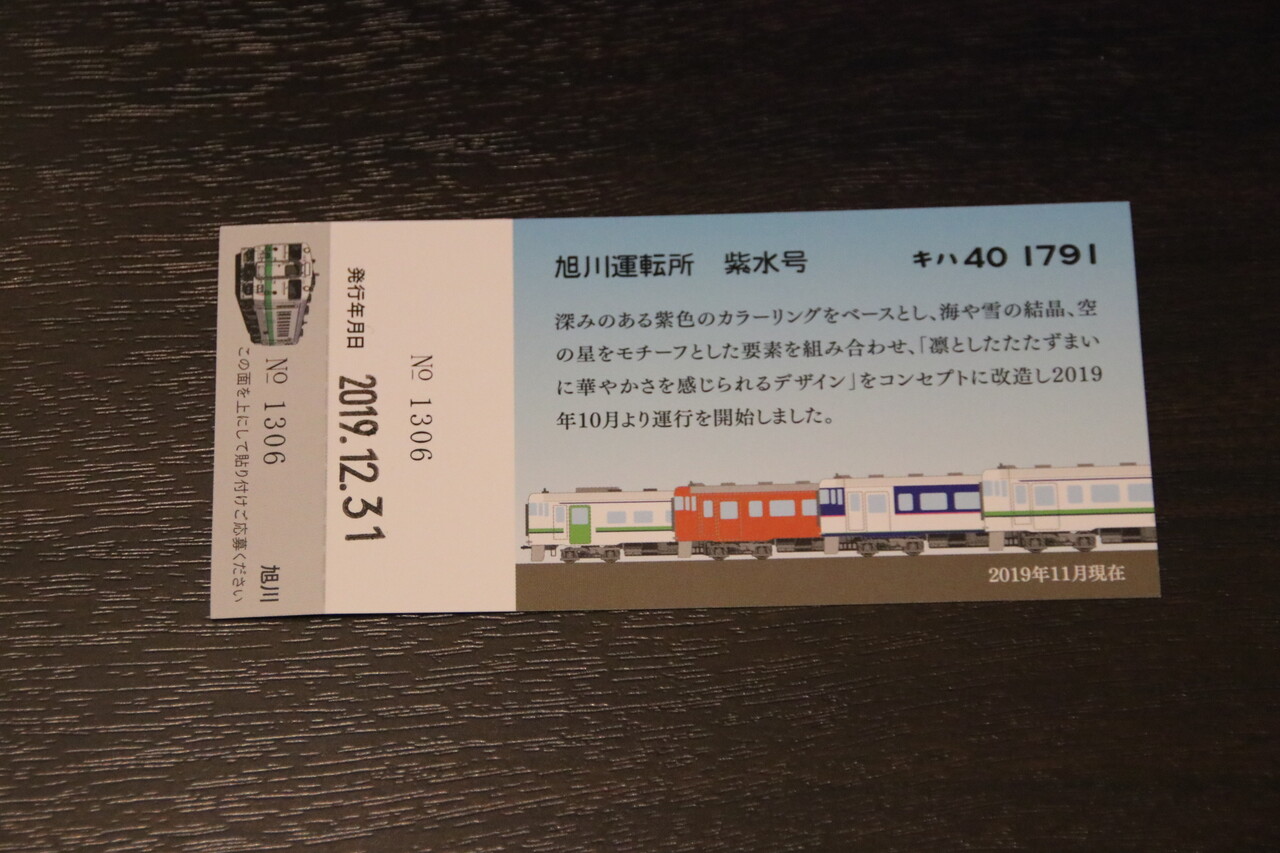 旭川運転所　紫水号
キハ40 1791
深みのある紫色のカラーリングをベースとし、海や雪の結晶、空
の星をモチーフとした要素を組み合わせ、「凛としたたたずまい
に華やかさを感じられるデザイン」をコンセプトに改造し2019
年10月より運行を開始しました。
2019年11月現在
No 1306
発行年月日 2019.12.31
No 1306 旭川
この面を上にして貼り付けご応募ください